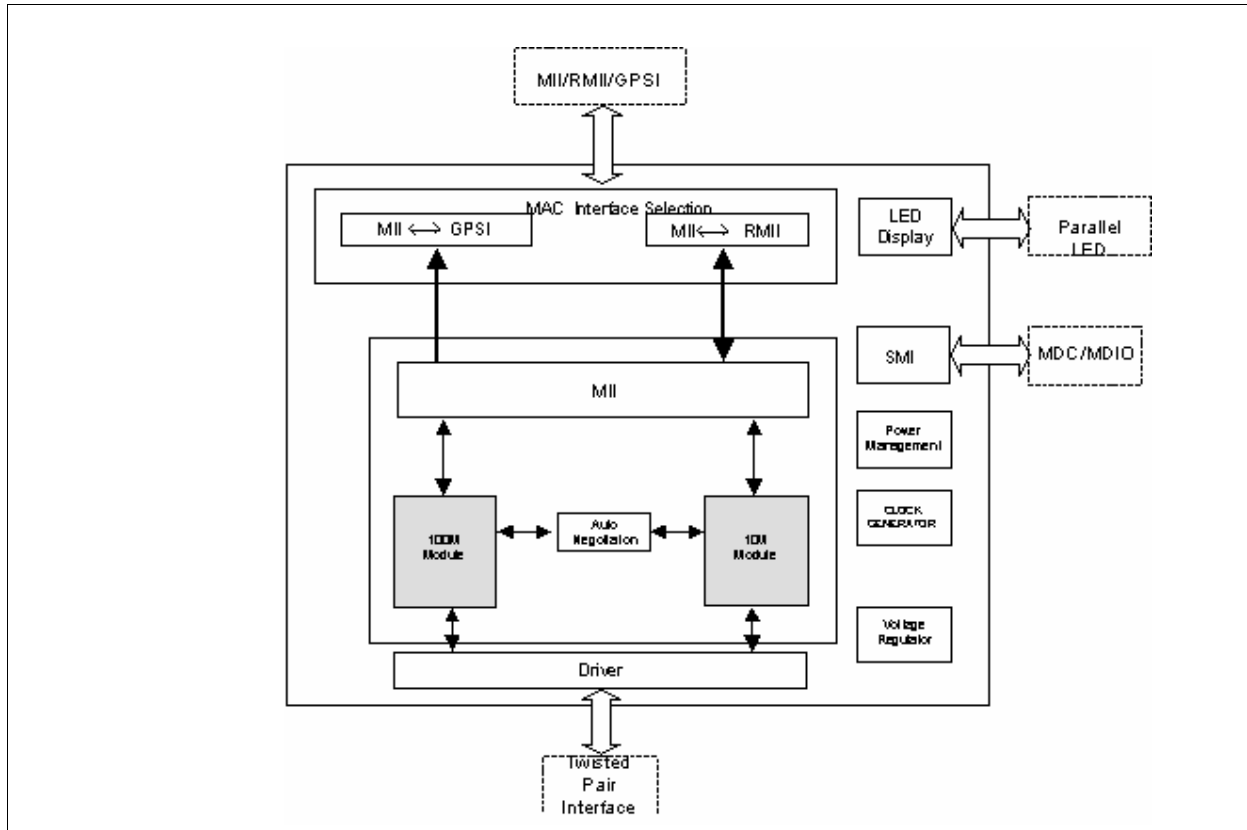 MII/RMII/GPSI
MAC Interface Selection
MII ↔ GPSI
MII ↔ RMII
LED
Display
Parallel
LED
SMI
MDC/MDIO
MII
Power
Management
100M
Module
Auto
Negotiation
10M
Module
CLOCK
GENERATOR
Voltage
Regulator
Driver
Twisted
Pair
Interface